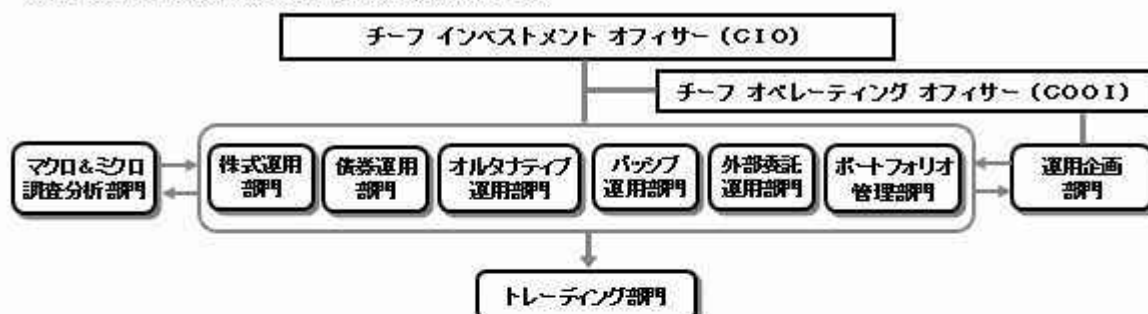 チーフ インベストメント オフィサー (CIO)
チーフ オペレーティング オフィサー (COOI)
マクロ&ミクロ
調査分析部門
株式運用
部門
債券運用
部門
オルタナティブ
運用部門
パッシブ
運用部門
外部委託
運用部門
ポートフォリオ
管理部門
運用企画
部門
トレーディング部門